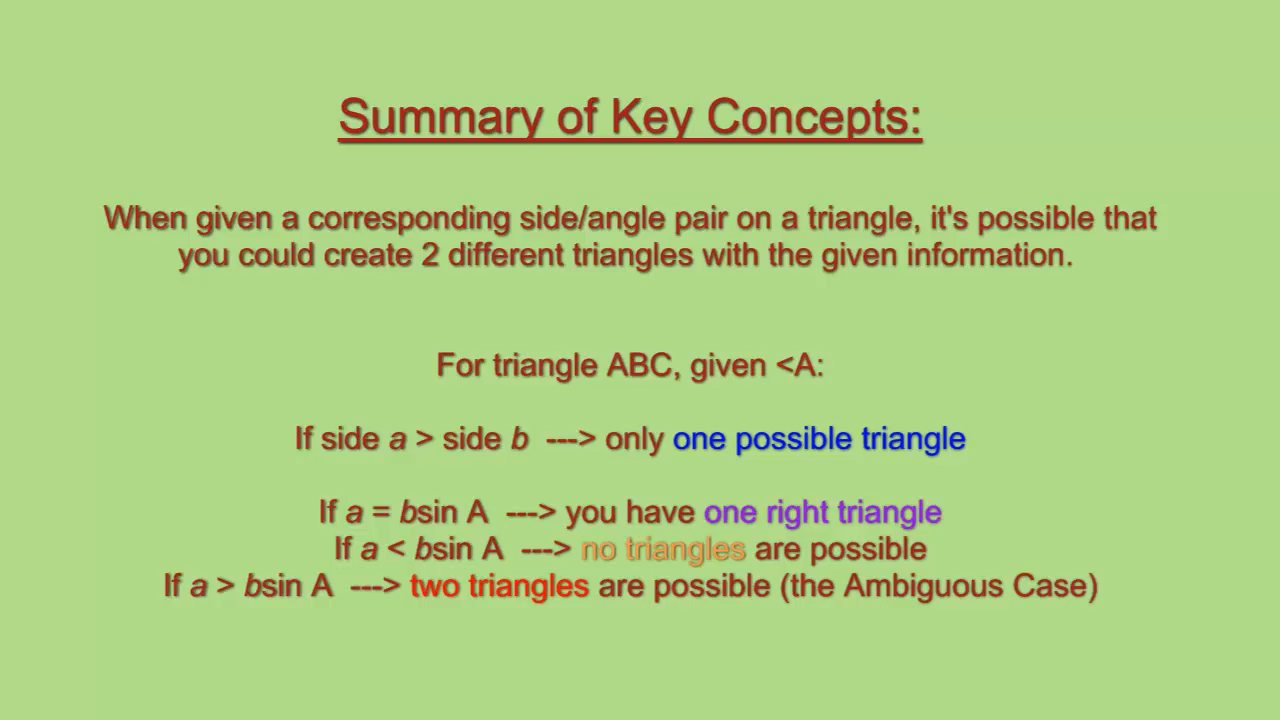 Summary of Key Concepts:
When given a corresponding side/angle pair on a triangle, it's possible that
you could create 2 different triangles with the given information.
For triangle ABC, given <A:
If side a > side b ---> only one possible triangle
If a = bsin A ---> you have one right triangle
If a < bsin A ---> no triangles are possible
If a > bsin A ---> two triangles are possible (the Ambiguous Case)